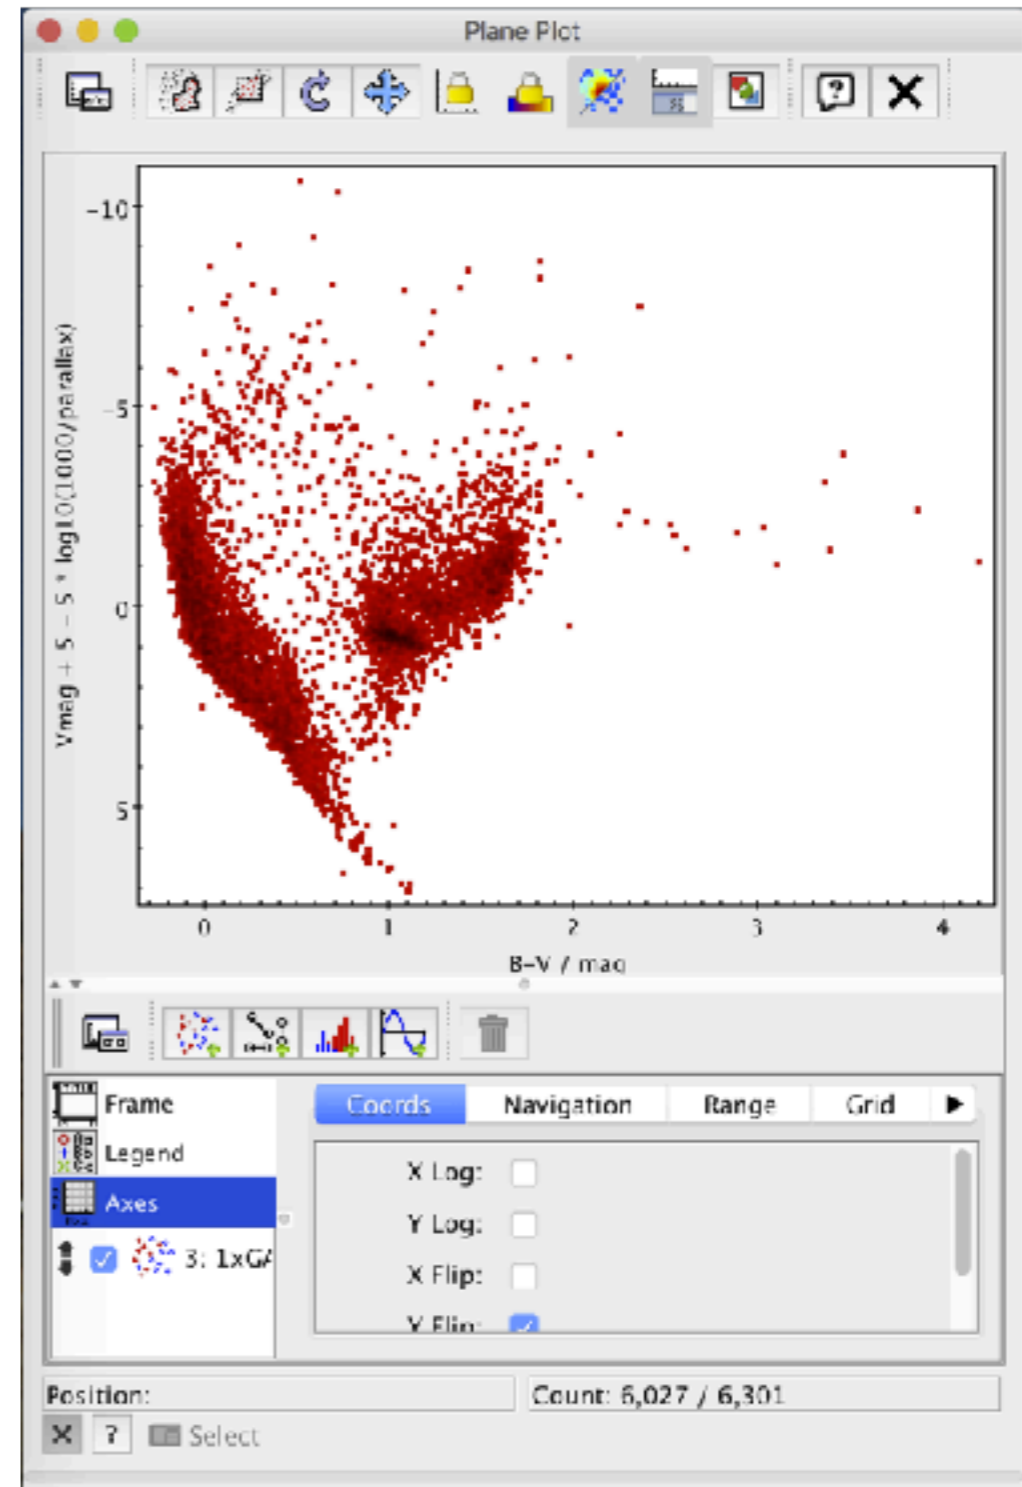 Plane Plot
-10
-5
0
5
Vmag + 5 - 5 * log10(1000/parallax)
0 1 2 3 4
B-V / mag
Frame
Legend
Axes
3: 1xGA
Coords Navigation Range Grid
X Log:
Y Log:
X Flip:
Y Flip:
Position:
Count: 6,027 / 6,301
X ? Select